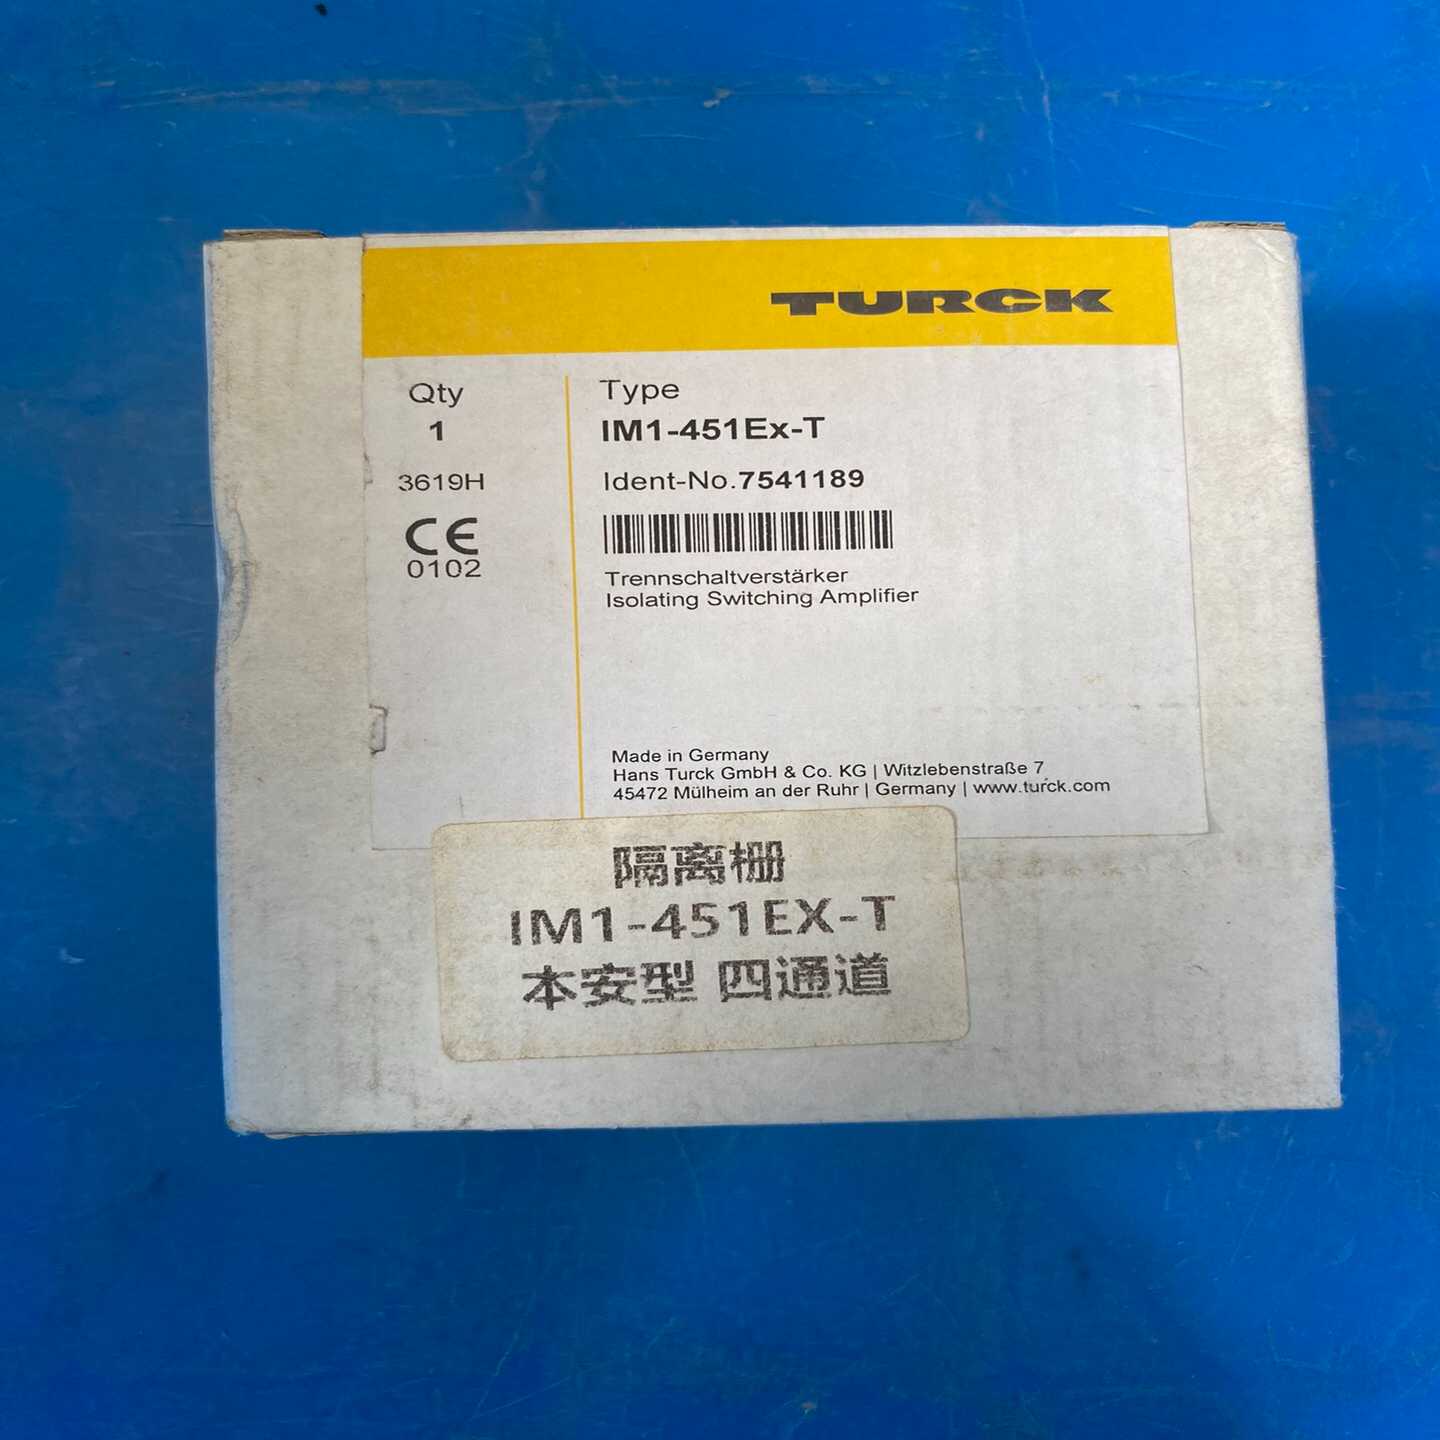 TURCK
Qty
1
3619H
CE
0102
Type
IM1-451Ex-T
Ident-No.7541189
Trennschaltverstärker
Isolating Switching Amplifier
Made in Germany
Hans Turck GmbH & Co. KG | Witzlebenstraße 7
45472 Mülheim an der Ruhr | Germany | www.turck.com
隔离栅
IM1-451EX-T
本安型 四通道